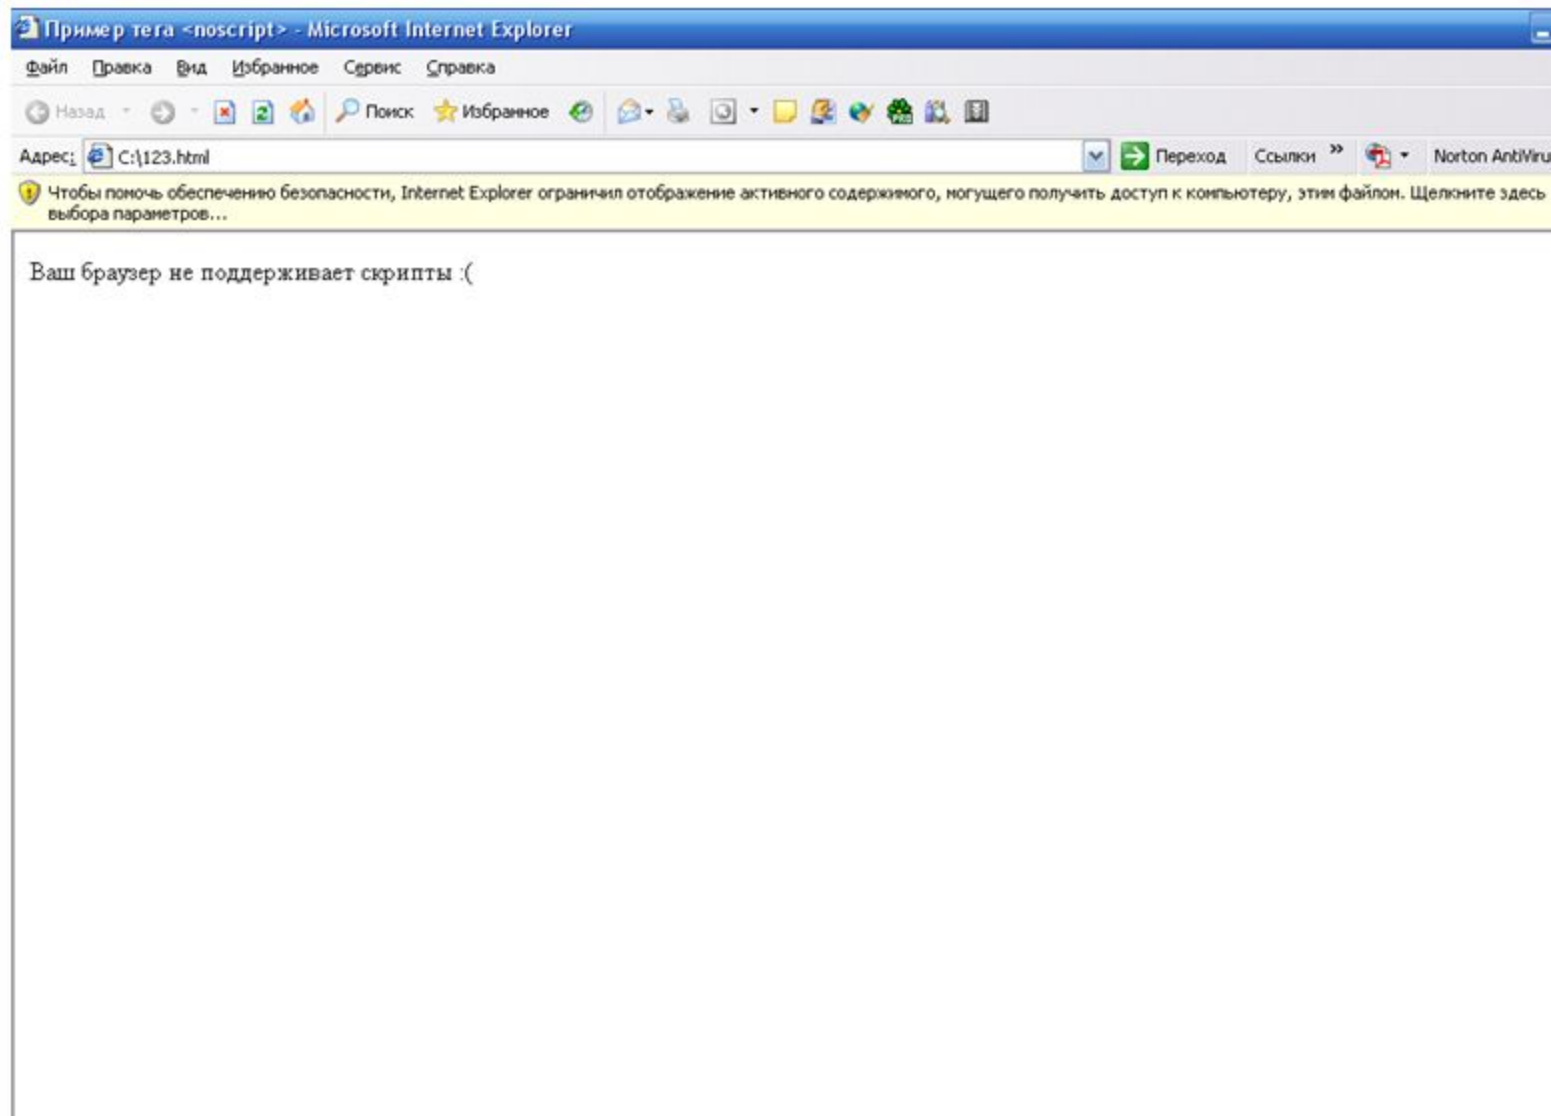 Пример тега <noscript> - Microsoft Internet Explorer
Файл Правка Вид Избранное Сервис Справка
Назад Поиск Избранное
Адрес: C:\123.html Переход Ссылки » Norton AntiViru
Чтобы помочь обеспечению безопасности, Internet Explorer ограничил отображение активного содержимого, могущего получить доступ к компьютеру, этим файлом. Щелкните здесь
выбора параметров...
Ваш браузер не поддерживает скрипты :(